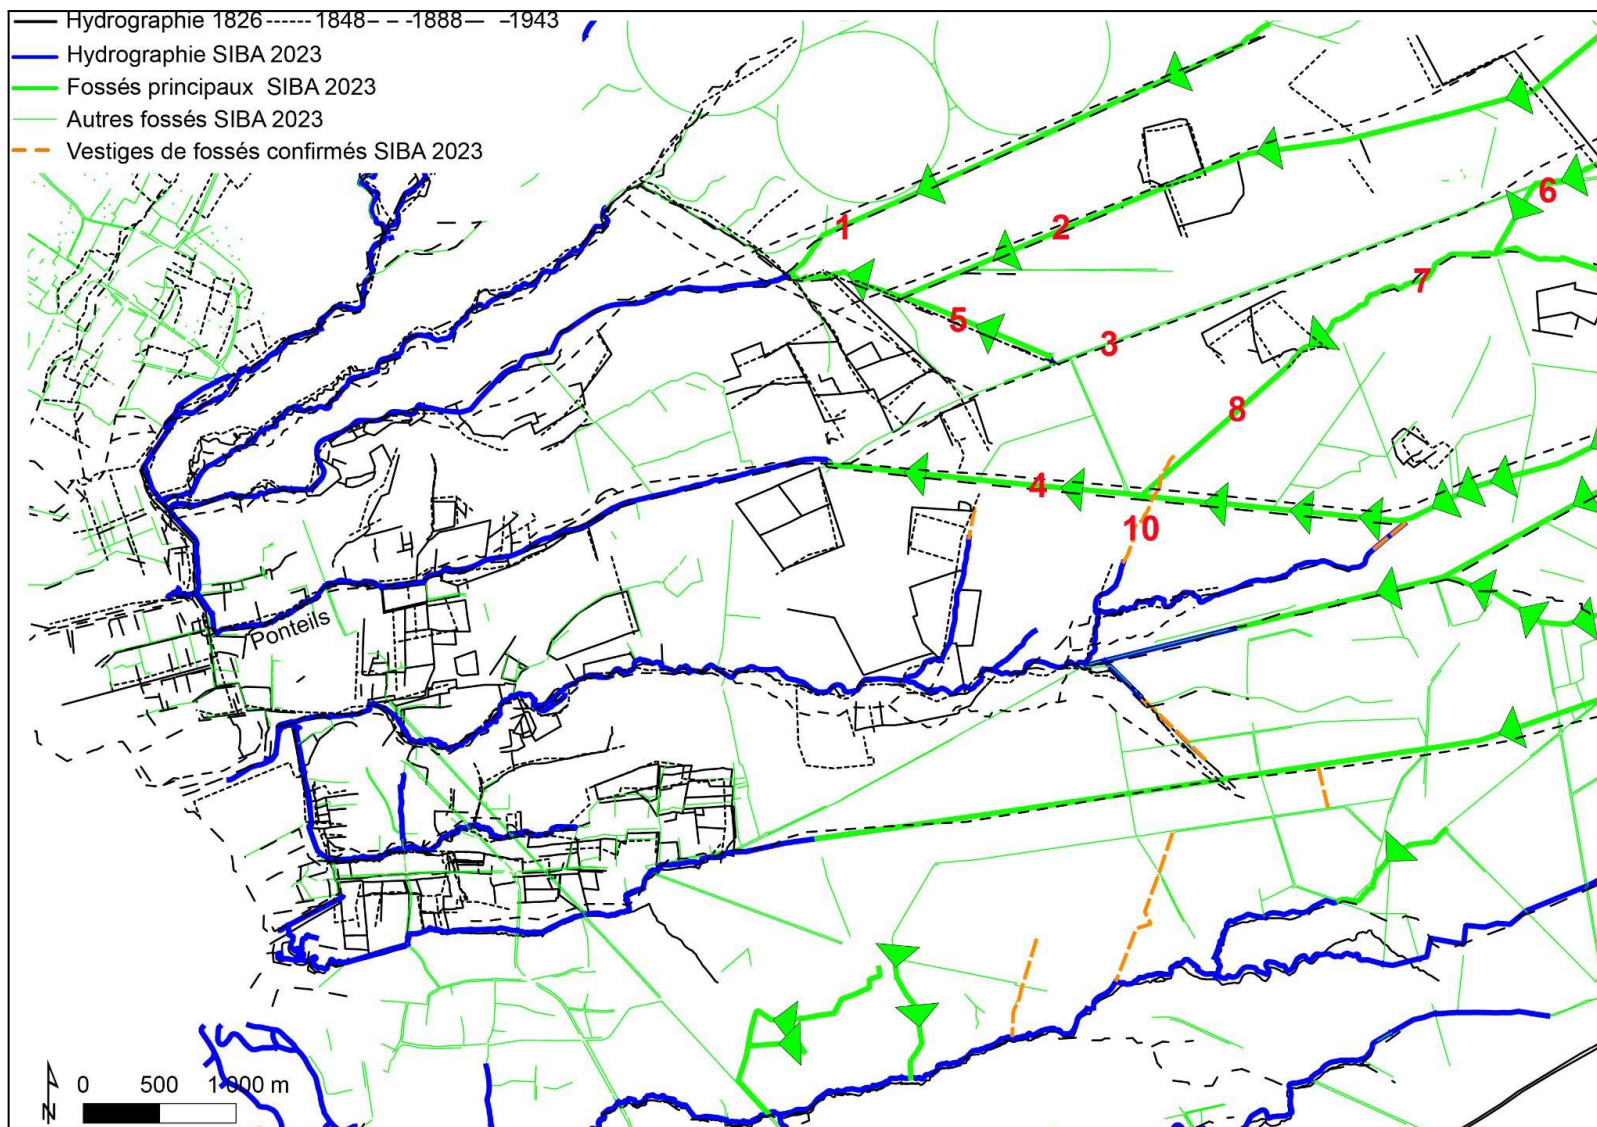 Hydrographie 1826 ------ 1848– – -1888— –1943
Hydrographie SIBA 2023
Fossés principaux SIBA 2023
Autres fossés SIBA 2023
Vestiges de fossés confirmés SIBA 2023
6
1
2
7
5
3
8
4
10
Ponteils
N
0 500 1 000 m